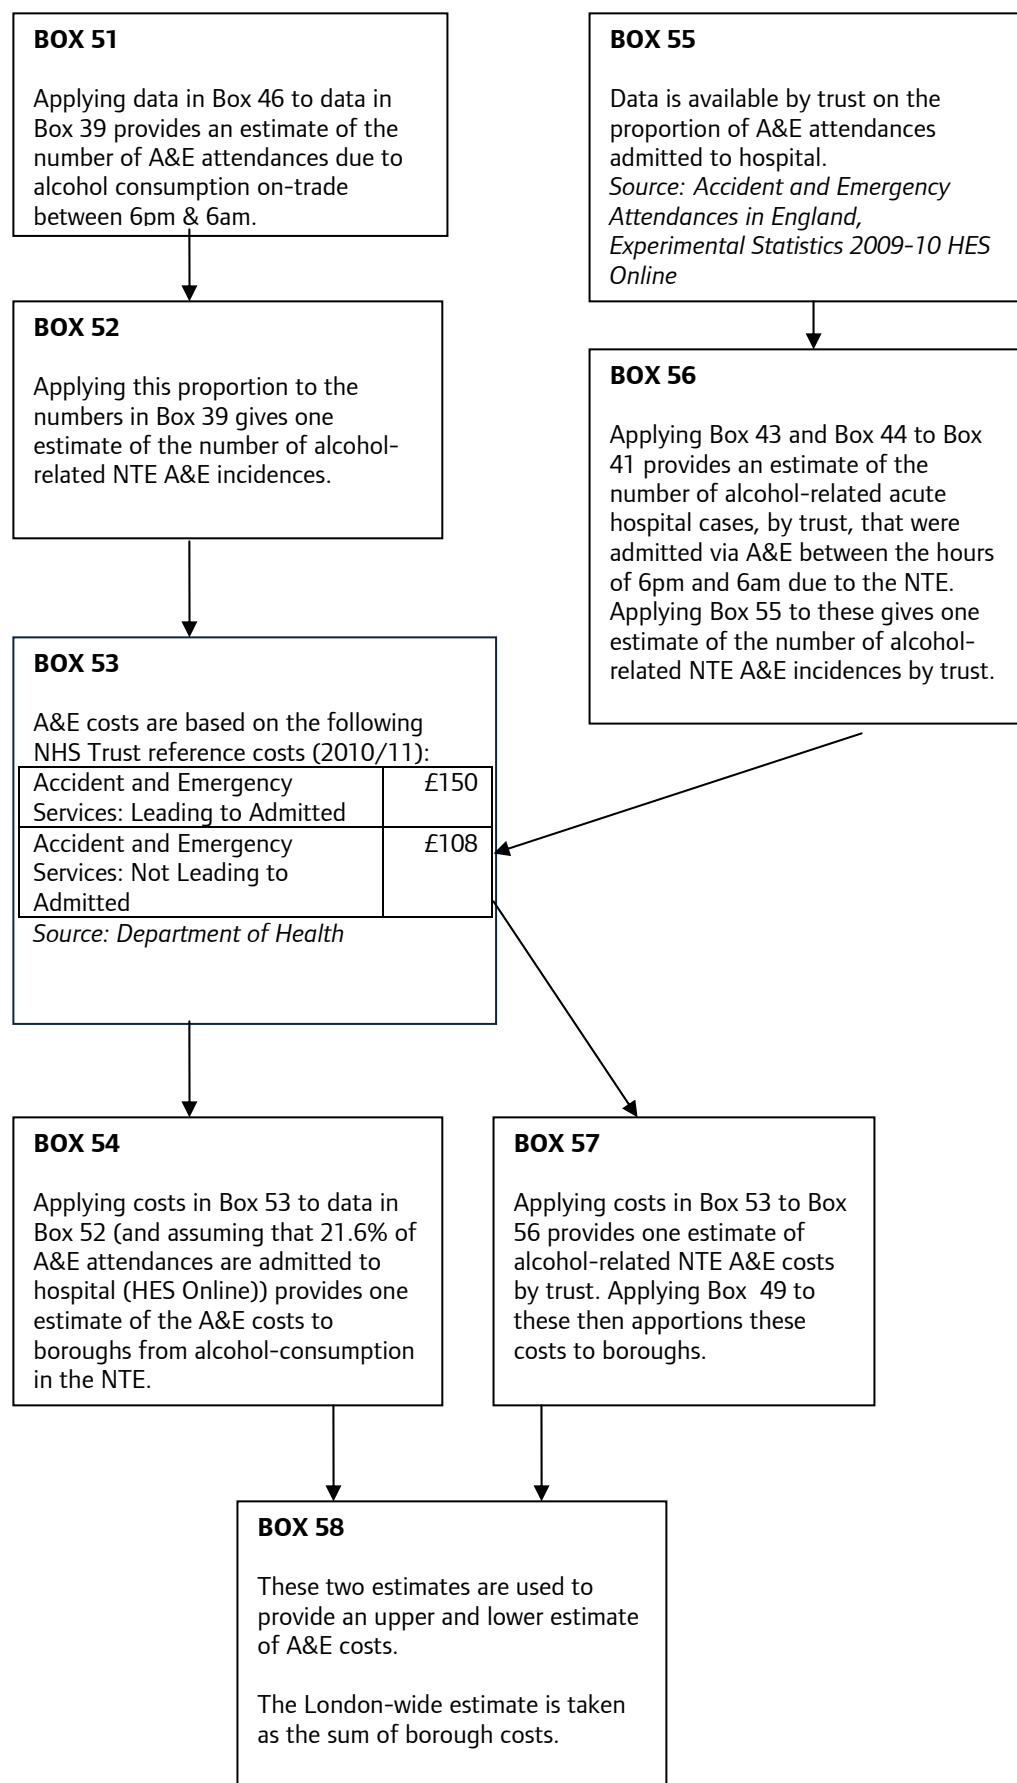 BOX 51
Applying data in Box 46 to data in
Box 39 provides an estimate of the
number of A&E attendances due to
alcohol consumption on-trade
between 6pm & 6am.
BOX 52
Applying this proportion to the
numbers in Box 39 gives one
estimate of the number of alcohol-
related NTE A&E incidences.
BOX 53
A&E costs are based on the following
NHS Trust reference costs (2010/11):
Accident and Emergency
Services: Leading to Admitted
£150
Accident and Emergency
Services: Not Leading to
Admitted
£108
Source: Department of Health
BOX 54
Applying costs in Box 53 to data in
Box 52 (and assuming that 21.6% of
A&E attendances are admitted to
hospital (HES Online)) provides one
estimate of the A&E costs to
boroughs from alcohol-consumption
in the NTE.
BOX 55
Data is available by trust on the
proportion of A&E attendances
admitted to hospital.
Source: Accident and Emergency
Attendances in England,
Experimental Statistics 2009-10 HES
Online
BOX 56
Applying Box 43 and Box 44 to Box
41 provides an estimate of the
number of alcohol-related acute
hospital cases, by trust, that were
admitted via A&E between the hours
of 6pm and 6am due to the NTE.
Applying Box 55 to these gives one
estimate of the number of alcohol-
related NTE A&E incidences by trust.
BOX 57
Applying costs in Box 53 to Box
56 provides one estimate of
alcohol-related NTE A&E costs
by trust. Applying Box  49 to
these then apportions these
costs to boroughs.
BOX 58
These two estimates are used to
provide an upper and lower estimate
of A&E costs.
The London-wide estimate is taken
as the sum of borough costs.